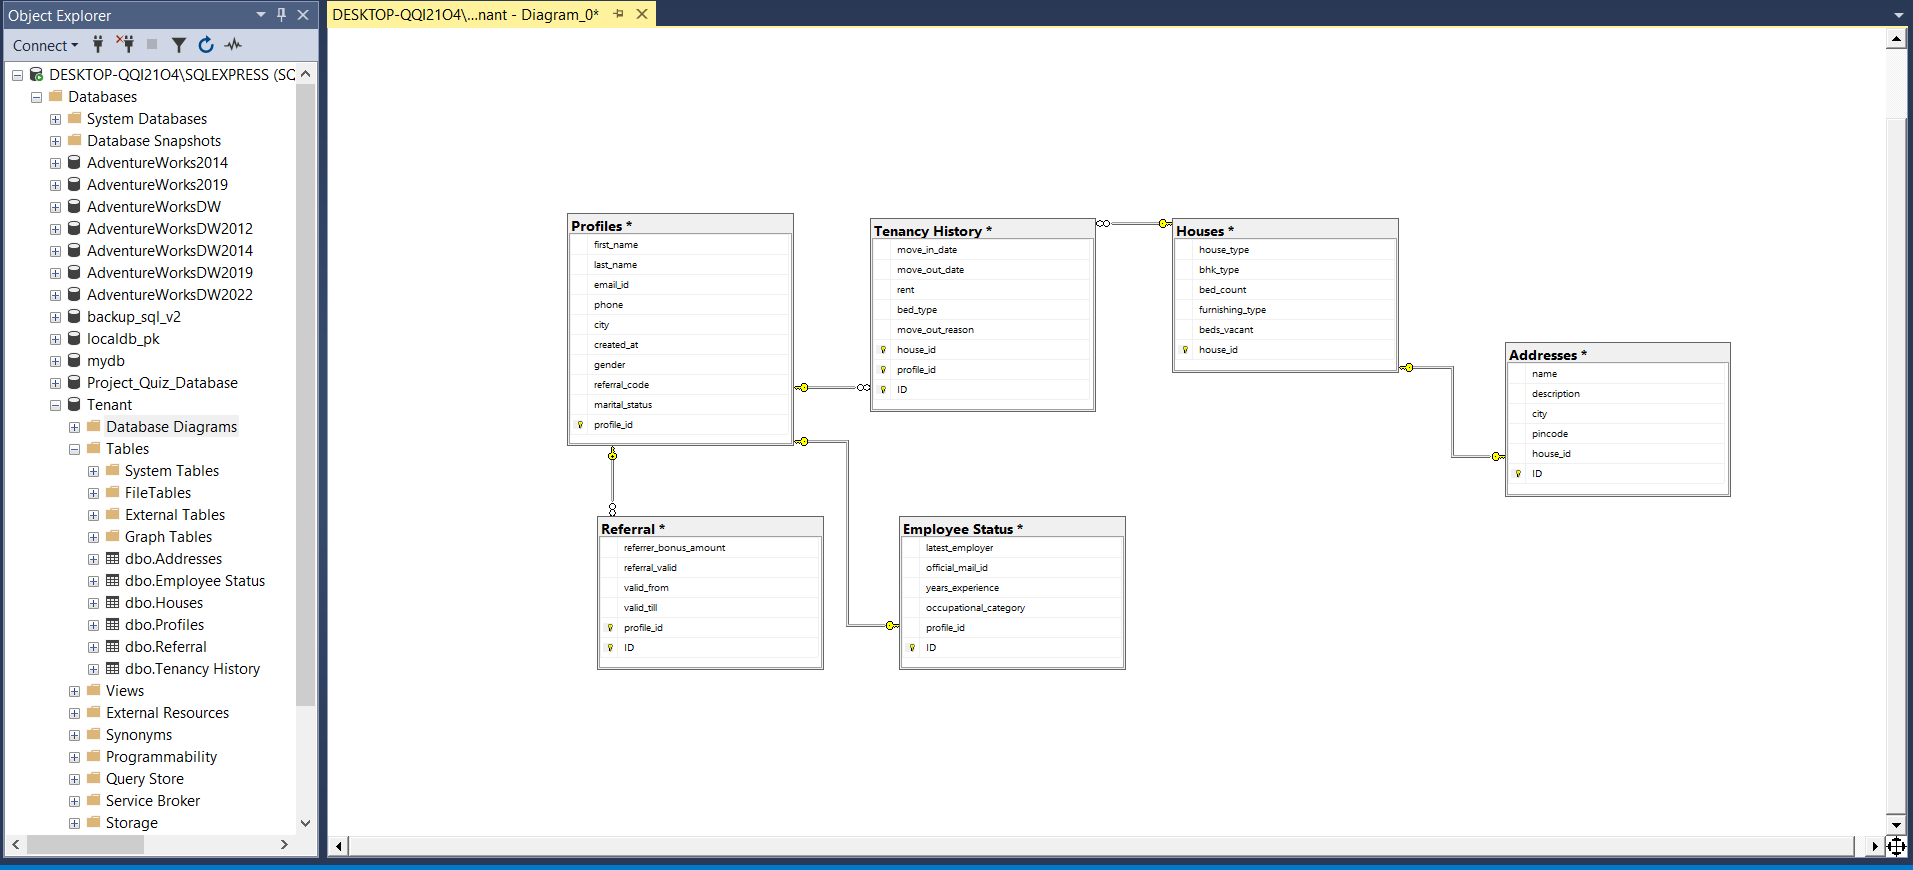 Object Explorer
Connect
DESKTOP-QQI21O4\SQLEXPRESS (SQ
Databases
System Databases
Database Snapshots
AdventureWorks2014
AdventureWorks2019
AdventureWorksDW
AdventureWorksDW2012
AdventureWorksDW2014
AdventureWorksDW2019
AdventureWorksDW2022
backup_sql_v2
localdb_pk
mydb
Project_Quiz_Database
Tenant
Database Diagrams
Tables
System Tables
FileTables
External Tables
Graph Tables
dbo.Addresses
dbo.Employee Status
dbo.Houses
dbo.Profiles
dbo.Referral
dbo.Tenancy History
Views
External Resources
Synonyms
Programmability
Query Store
Service Broker
Storage
DESKTOP-QQI21O4\...nant - Diagram_0*
Profiles *
first_name
last_name
email_id
phone
city
created_at
gender
referral_code
marital_status
profile_id
Tenancy History *
move_in_date
move_out_date
rent
bed_type
move_out_reason
house_id
profile_id
ID
Houses *
house_type
bhk_type
bed_count
furnishing_type
beds_vacant
house_id
Addresses *
name
description
city
pincode
house_id
ID
Referral *
referrer_bonus_amount
referral_valid
valid_from
valid_till
profile_id
ID
Employee Status *
latest_employer
official_mail_id
years_experience
occupational_category
profile_id
ID